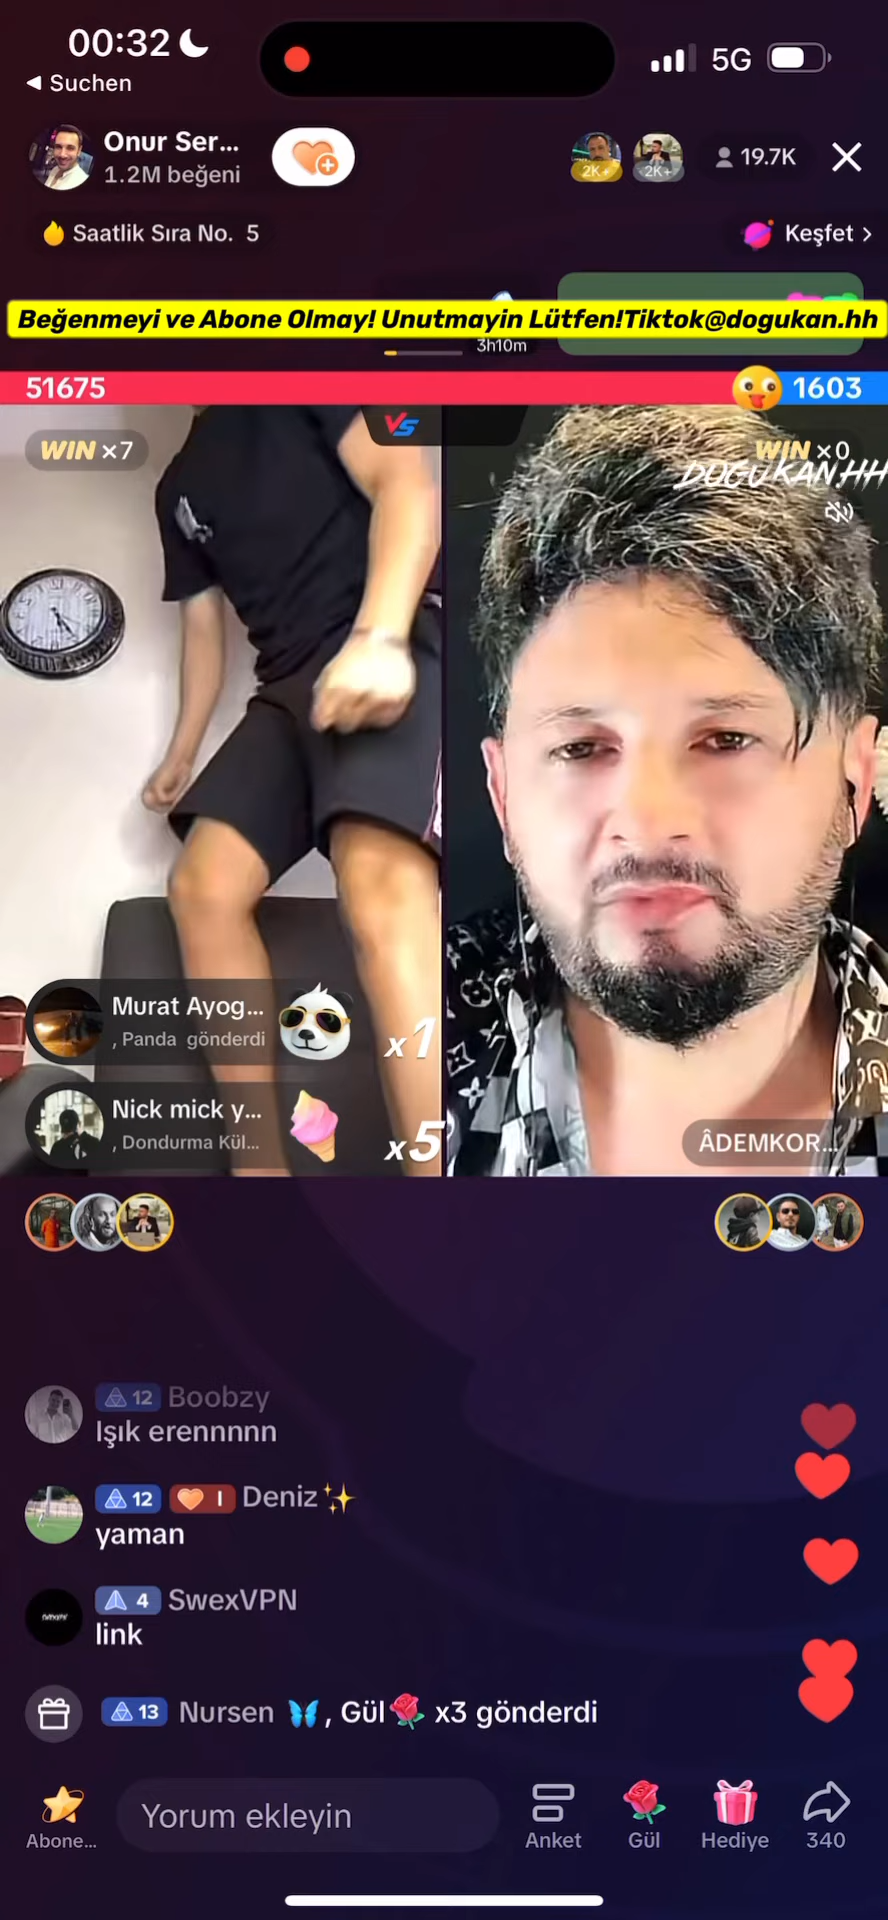 00:32
5G
Suchen
Onur Ser...
1.2M beğeni
2K+
2K+
19.7K
Saatlik Sıra No. 5
Keşfet
Beğenmeyi ve Abone Olmay! Unutmayin Lütfen!Tiktok@dogukan.hh
3h10m
51675
1603
VS
WIN x7
WIN x0
DOGUKAN.HH
Murat Ayog...
, Panda gönderdi
x1
Nick mick y...
, Dondurma Kül...
x5
ÂDEMKOR...
12 Boobzy
Işık erennnnn
12 I Deniz
yaman
4 SwexVPN
link
13 Nursen , Gül x3 gönderdi
Abone...
Yorum ekleyin
Anket
Gül
Hediye
340